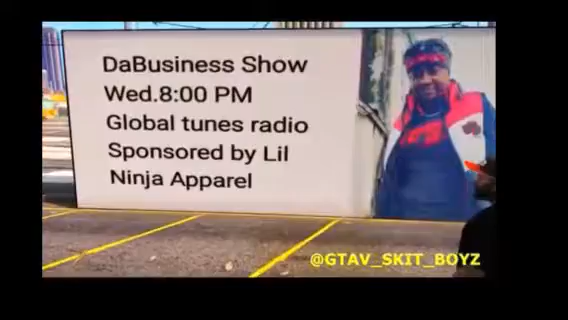 DaBusiness Show
Wed.8:00 PM
Global tunes radio
Sponsored by Lil
Ninja Apparel
@GTAV_SKIT_BOYZ